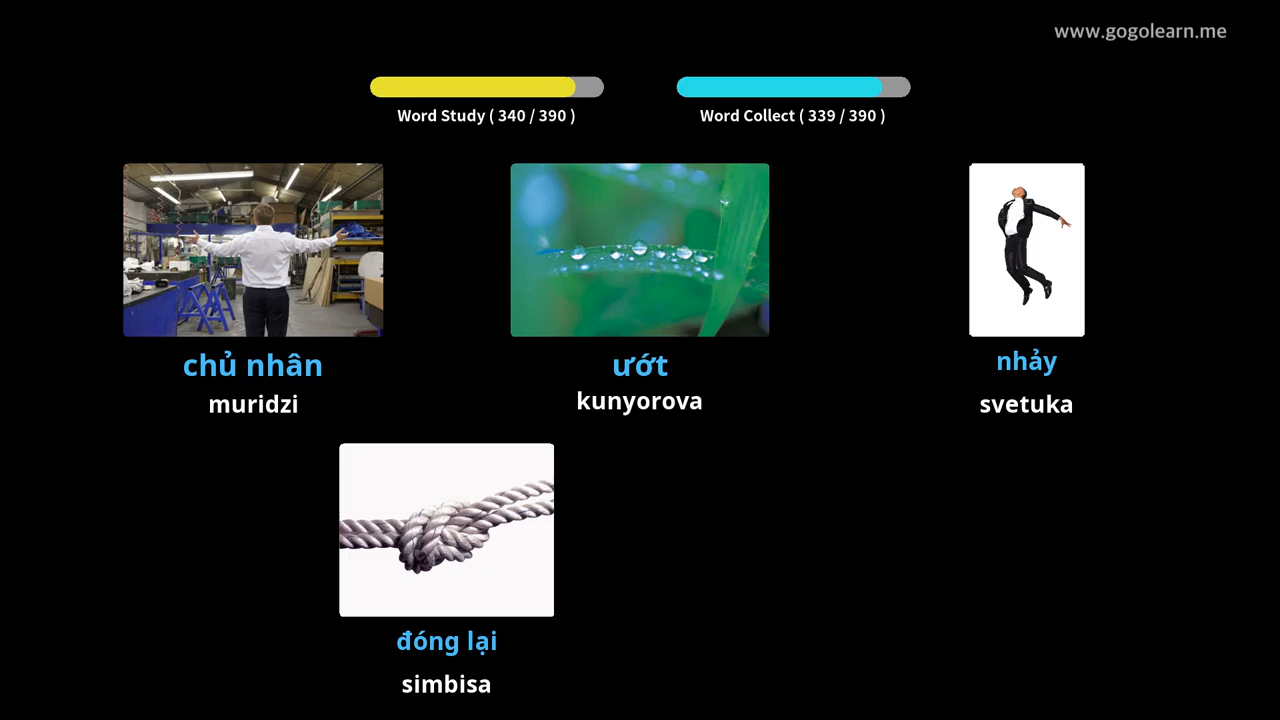 www.gogolearn.me
Word Study ( 340 / 390 )
Word Collect ( 339 / 390 )
chủ nhân
muridzi
ướt
kunyorova
nhảy
svetuka
đóng lại
simbisa